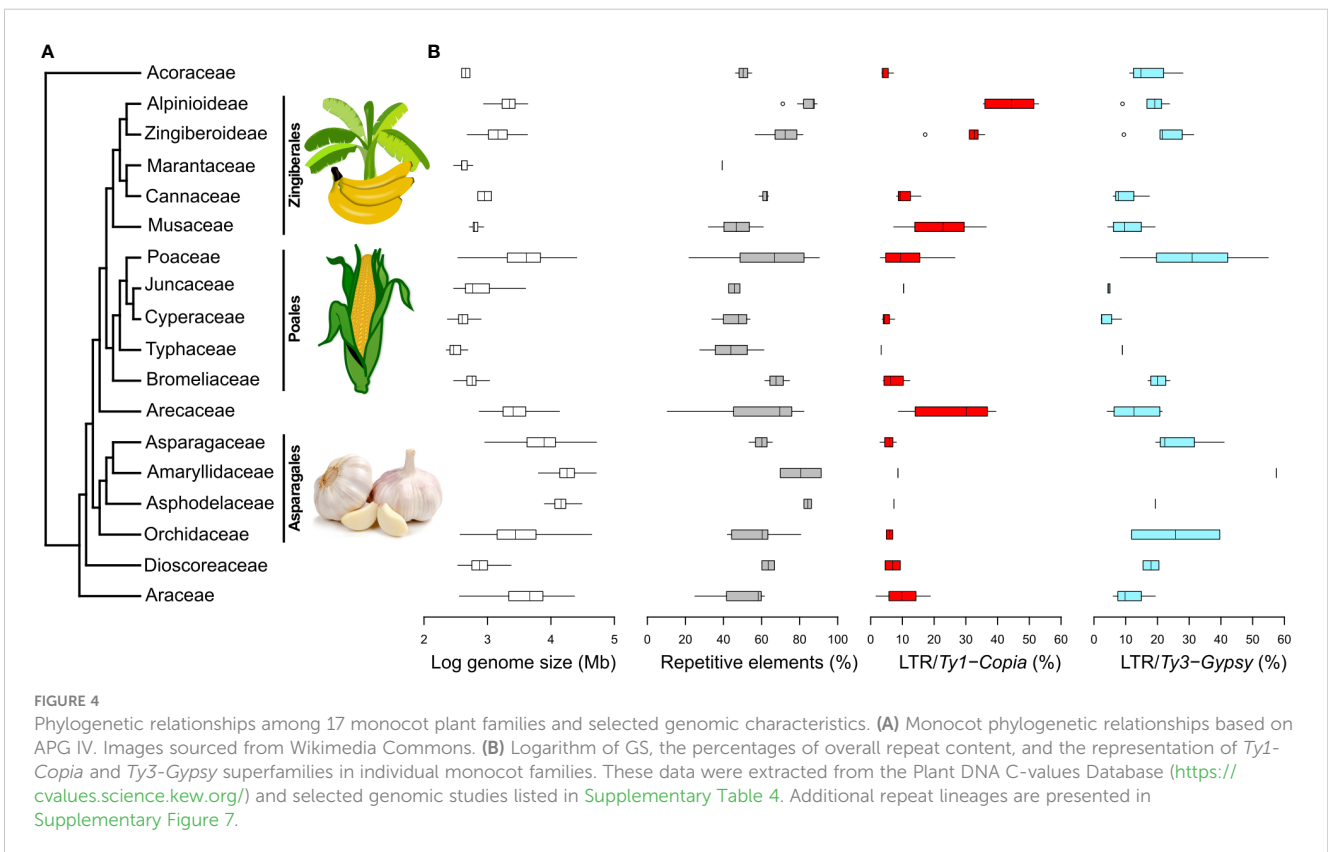 A
B
Acoraceae
Alpinioideae
Zingiberoideae
Marantaceae
Cannaceae
Musaceae
Poaceae
Juncaceae
Cyperaceae
Typhaceae
Bromeliaceae
Arecaceae
Asparagaceae
Amaryllidaceae
Asphodelaceae
Orchidaceae
Dioscoreaceae
Araceae
Zingiberales
Poales
Asparagales
2 3 4 5
Log genome size (Mb)
0 20 40 60 80 100
Repetitive elements (%)
0 10 20 30 40 50 60
LTR/Ty1−Copia (%)
0 10 20 30 40 50 60
LTR/Ty3−Gypsy (%)
FIGURE 4
Phylogenetic relationships among 17 monocot plant families and selected genomic characteristics. (A) Monocot phylogenetic relationships based on
APG IV. Images sourced from Wikimedia Commons. (B) Logarithm of GS, the percentages of overall repeat content, and the representation of Ty1-
Copia and Ty3-Gypsy superfamilies in individual monocot families. These data were extracted from the Plant DNA C-values Database (https://
cvalues.science.kew.org/) and selected genomic studies listed in Supplementary Table 4. Additional repeat lineages are presented in
Supplementary Figure 7.